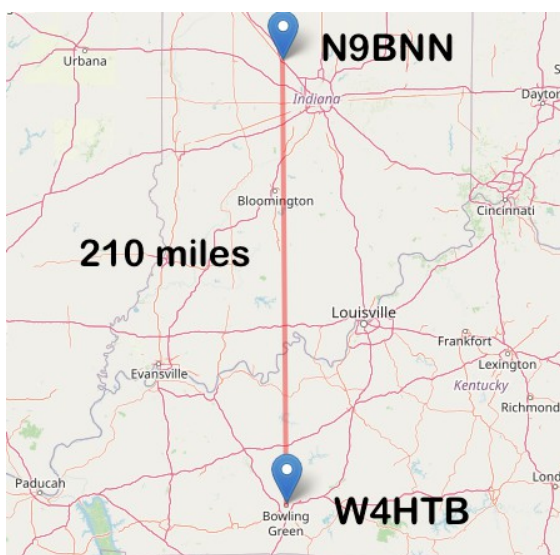 N9BNN
Urbana
Indiana
Dayton
Bloomington
Cincinnati
210 miles
Louisville
Frankfort
Evansville
Lexington
Kentucky
Richmond
Paducah
Lond
Bowling
Green
W4HTB